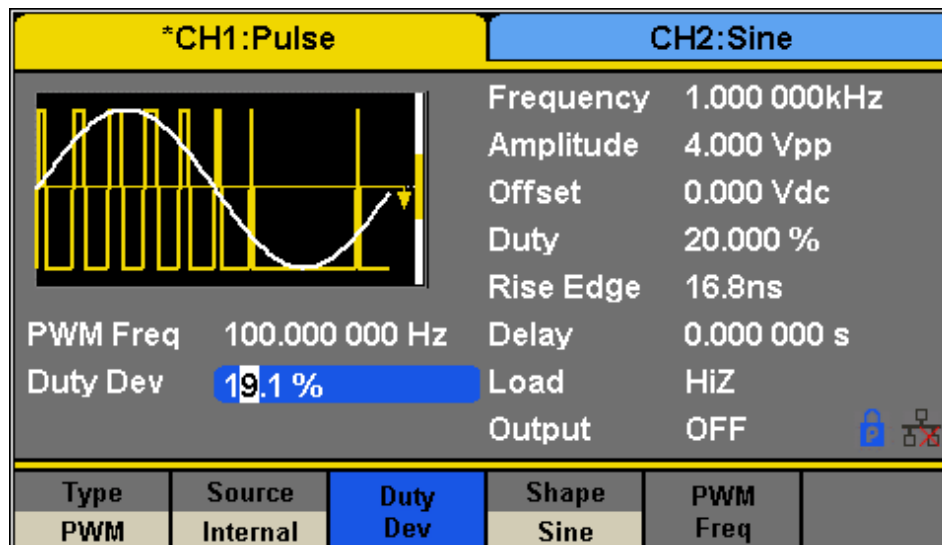 *CH1:Pulse
CH2:Sine
Frequency 1.000 000kHz
Amplitude 4.000 Vpp
Offset 0.000 Vdc
Duty 20.000 %
Rise Edge 16.8ns
PWM Freq 100.000 000 Hz
Delay 0.000 000 s
Duty Dev 19.1 %
Load HiZ
Output OFF
P
Type
PWM
Source
Internal
Duty
Dev
Shape
Sine
PWM
Freq